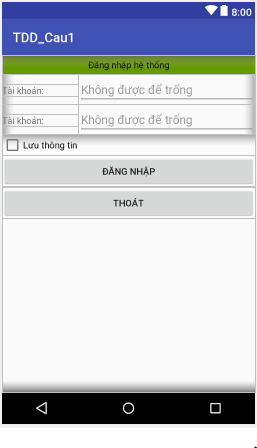 8:00
TDD_Cau1
Đăng nhập hệ thống
Tài khoản: Không được để trống
Tài khoản: Không được để trống
Lưu thông tin
ĐĂNG NHẬP
THOÁT